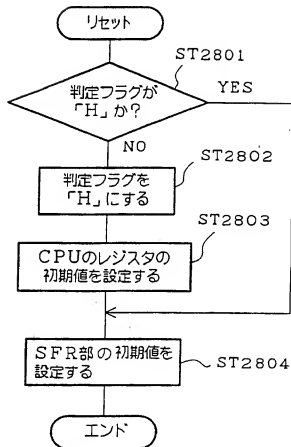 リセット
ST2801
判定フラグが
「H」か?
YES
NO
ST2802
判定フラグを
「H」にする
ST2803
CPUのレジスタの
初期値を設定する
SFR部の初期値を
設定する
ST2804
エンド